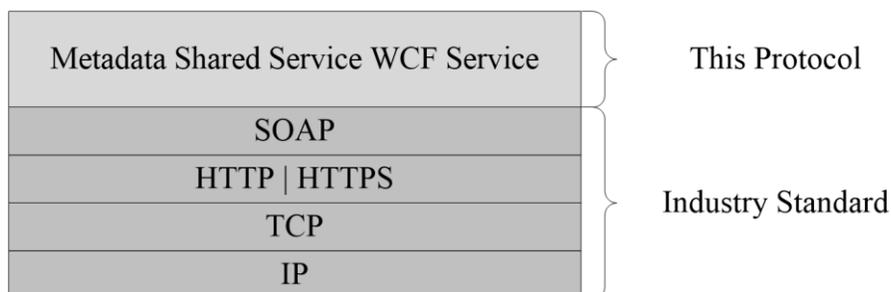 Metadata Shared Service WCF Service
This Protocol
SOAP
HTTP | HTTPS
TCP
IP
Industry Standard